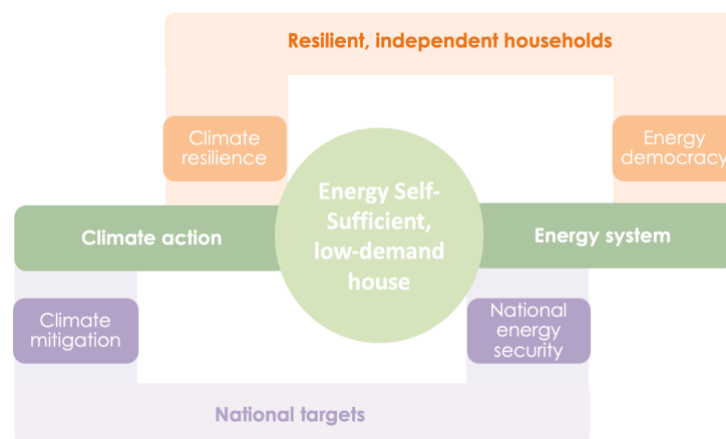 Resilient, independent households
Climate
resilience
Energy
democracy
Energy Self-
Sufficient,
low-demand
house
Climate action
Energy system
Climate
mitigation
National
energy
security
National targets